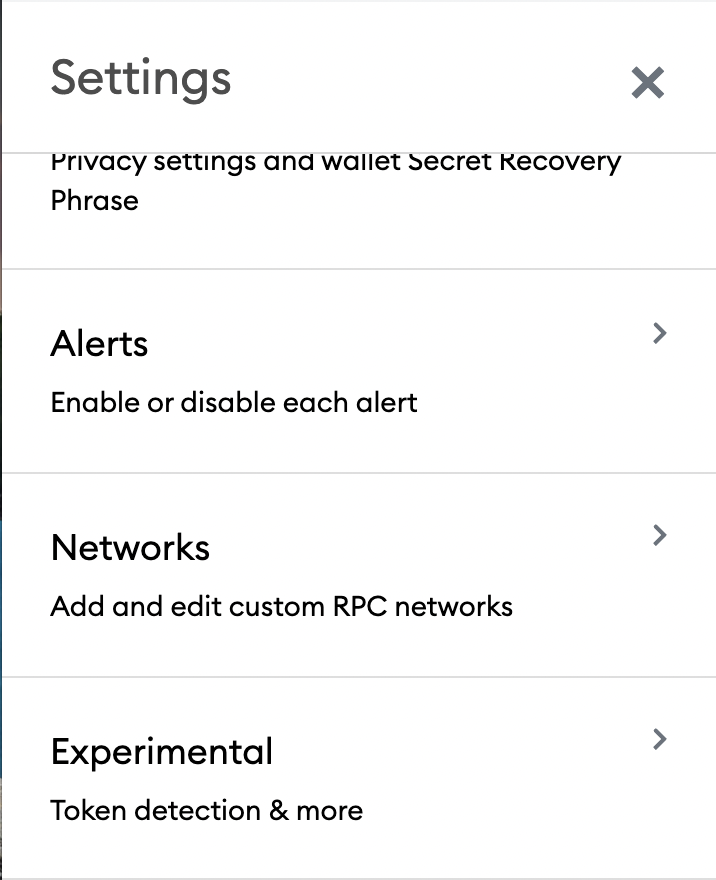 Settings
Privacy settings and wallet Secret Recovery
Phrase
Alerts
Enable or disable each alert
Networks
Add and edit custom RPC networks
Experimental
Token detection & more